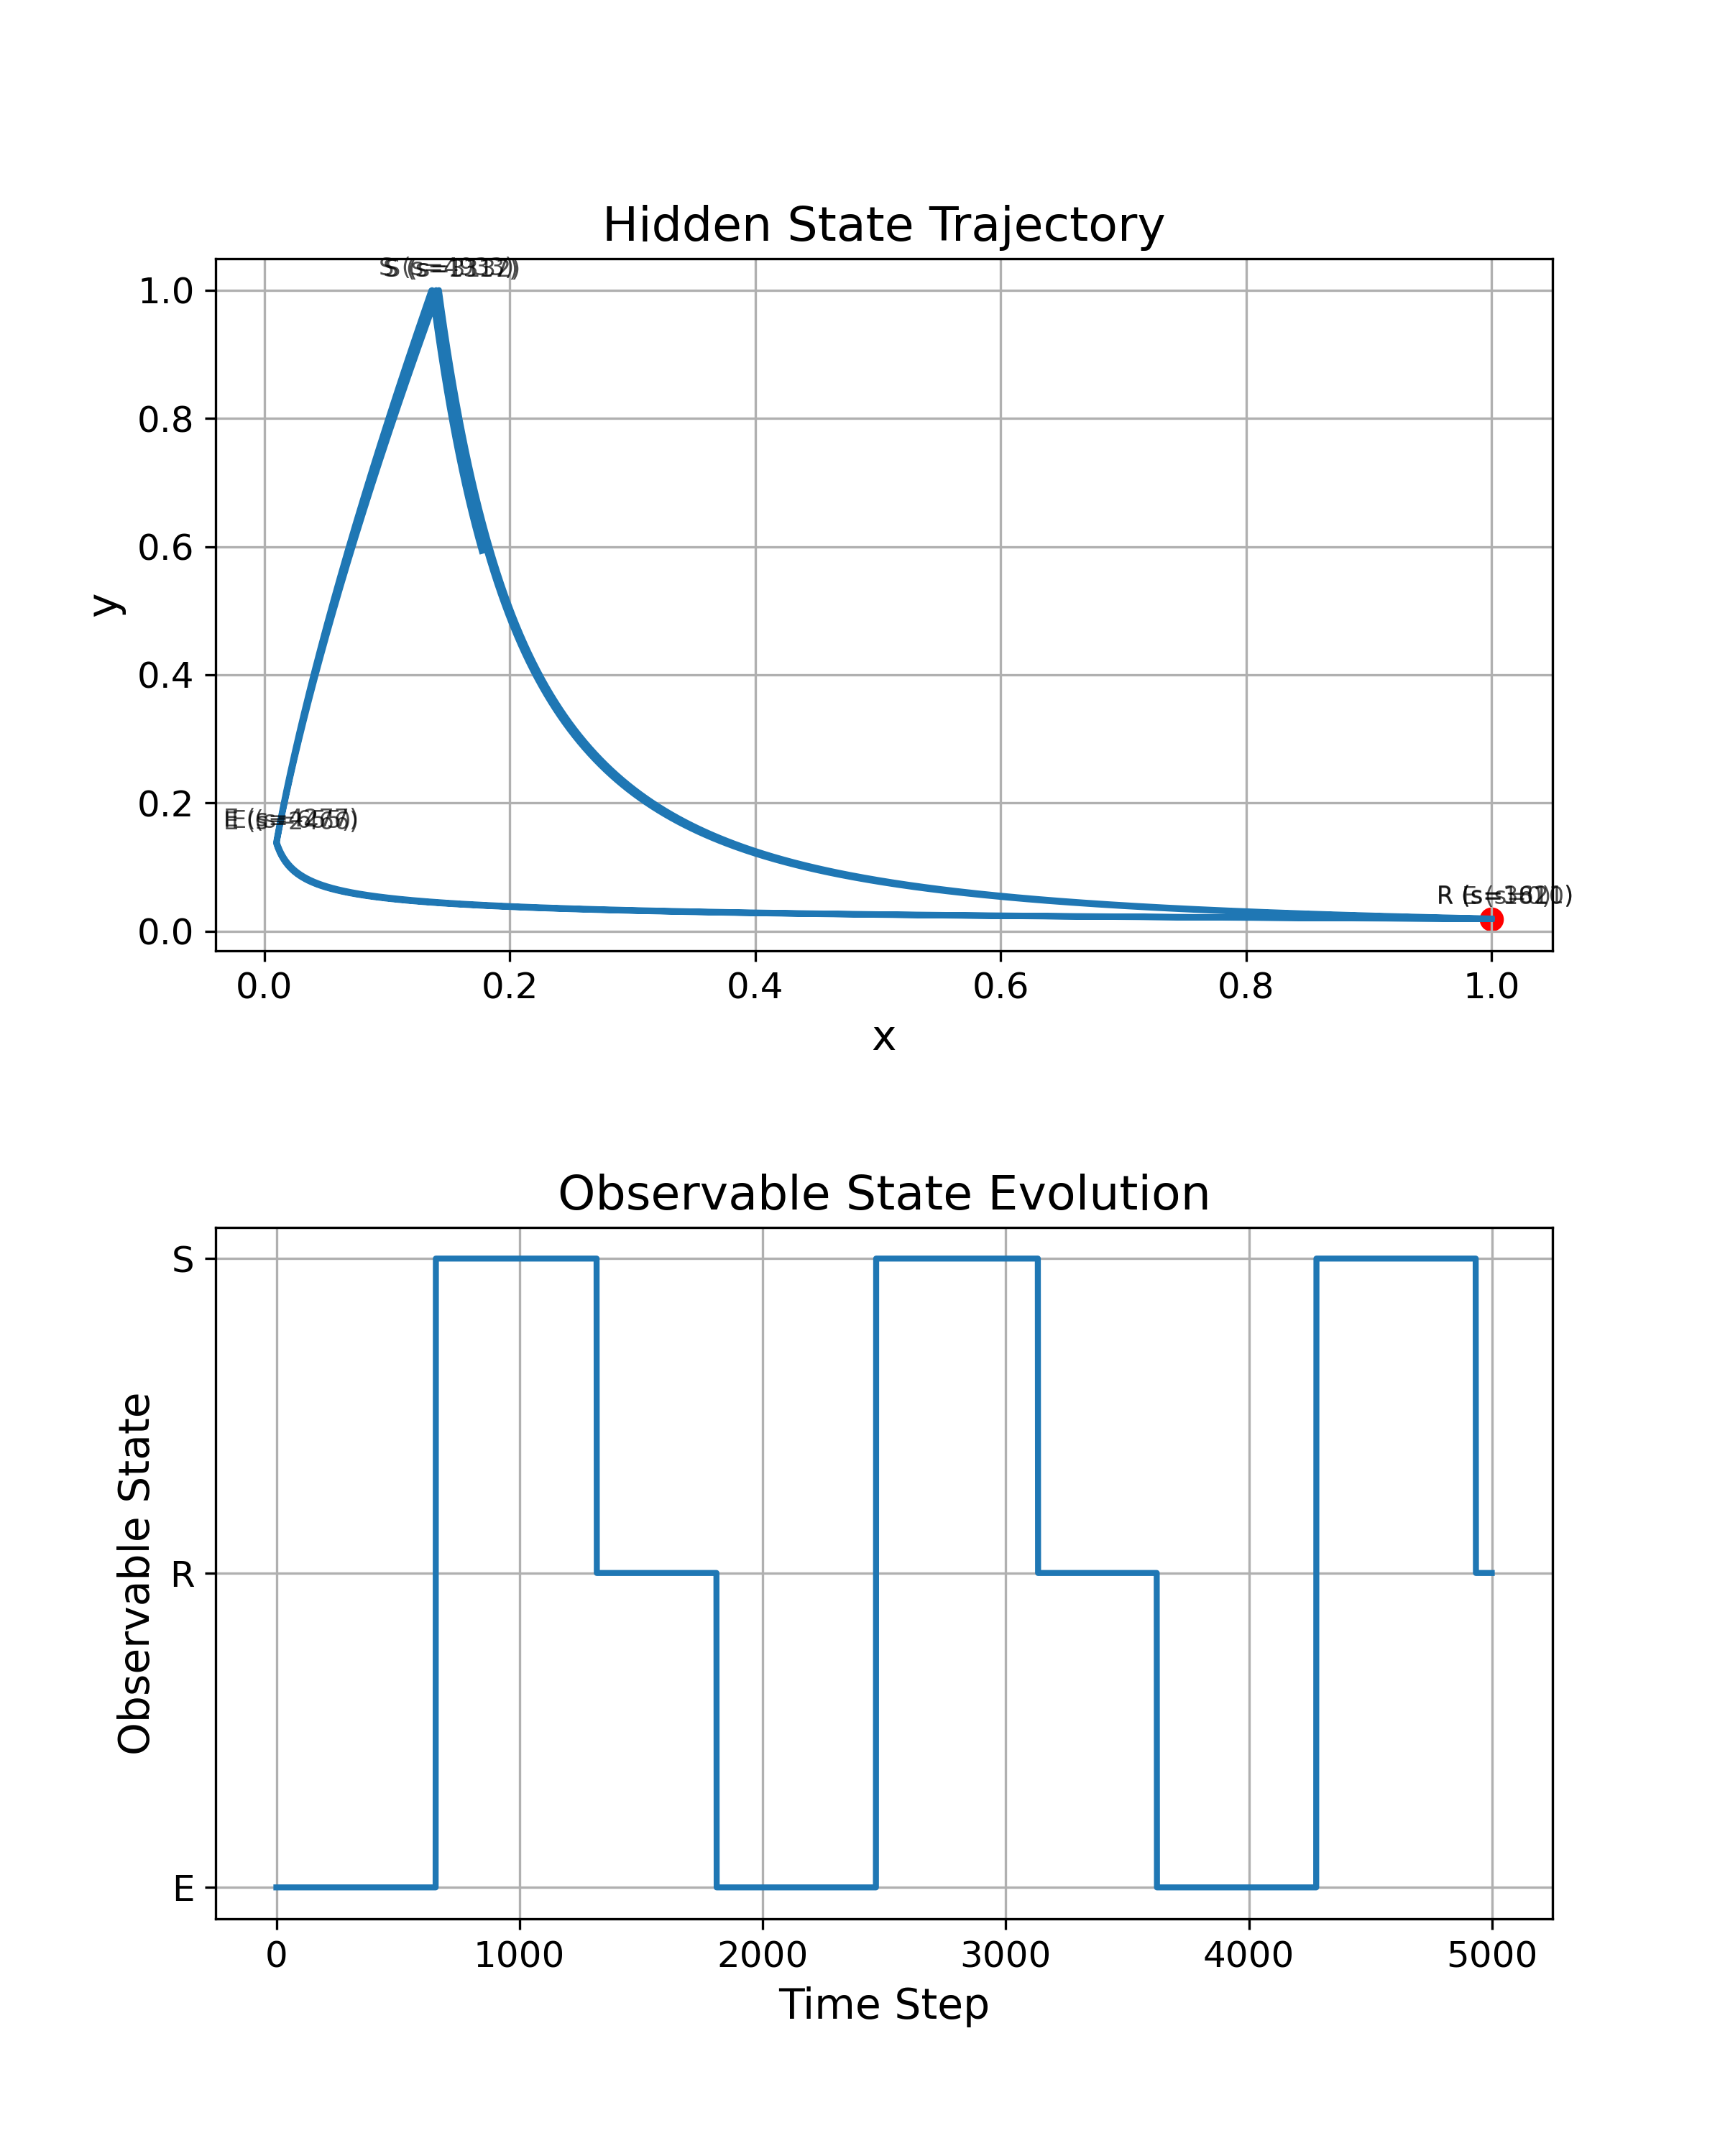 Hidden State Trajectory
1.0
0.8
0.6
0.4
0.2
0.0
y
0.0 0.2 0.4 0.6 0.8 1.0
x
Observable State Evolution
S
R
E
Observable State
0 1000 2000 3000 4000 5000
Time Step